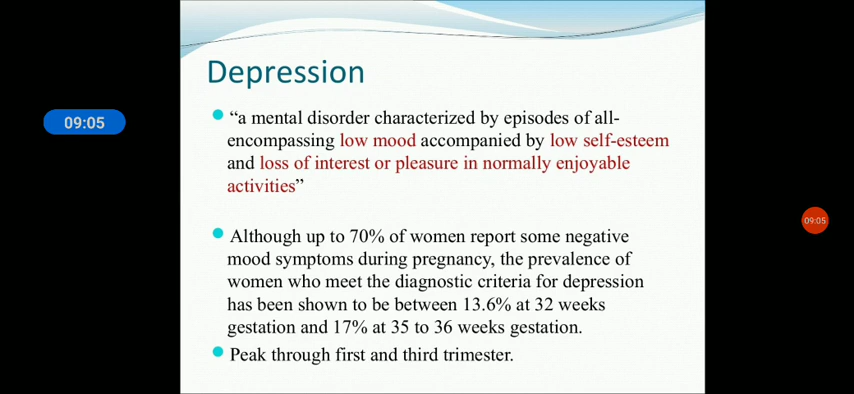 Depression
“a mental disorder characterized by episodes of all-
encompassing low mood accompanied by low self-esteem
and loss of interest or pleasure in normally enjoyable
activities”
Although up to 70% of women report some negative
mood symptoms during pregnancy, the prevalence of
women who meet the diagnostic criteria for depression
has been shown to be between 13.6% at 32 weeks
gestation and 17% at 35 to 36 weeks gestation.
Peak through first and third trimester.
09:05
09:05